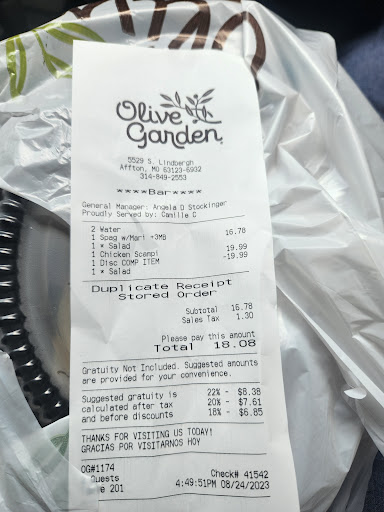 Olive
Garden
5529 S. Lindbergh
Affton, MO 63123-6932
314-849-2553
****Bar****
General Manager: Angela D Stockinger
Proudly Served by: Camille C
2 Water
1 Spag w/Mari +3MB 16.78
1 * Salad
1 Chicken Scampi 19.99
1 Disc COMP ITEM -19.99
1 * Salad
Duplicate Receipt
Stored Order
Subtotal 16.78
Sales Tax 1.30
Please pay this amount
Total 18.08
Gratuity Not Included. Suggested amounts
are provided for your convenience.
Suggested gratuity is 22% - $8.38
calculated after tax 20% - $7.61
and before discounts 18% - $6.85
THANKS FOR VISITING US TODAY!
GRACIAS POR VISITARNOS HOY
OG#1174 Check# 41542
Guests 4:49:51PM 08/24/2023
e 201